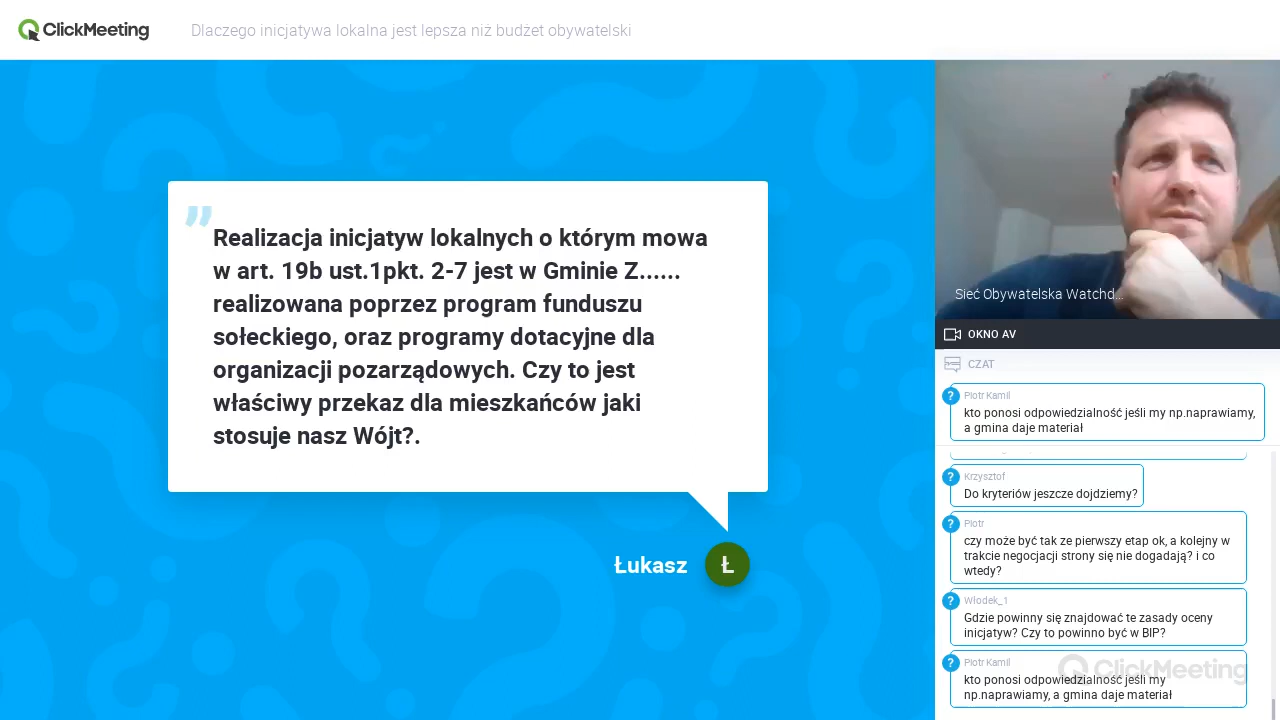 ClickMeeting
Dlaczego inicjatywa lokalna jest lepsza niż budżet obywatelski
Realizacja inicjatyw lokalnych o którym mowa
w art. 19b ust.1pkt. 2-7 jest w Gminie Z......
realizowana poprzez program funduszu
sołeckiego, oraz programy dotacyjne dla
organizacji pozarządowych. Czy to jest
właściwy przekaz dla mieszkańców jaki
stosuje nasz Wójt?.
Łukasz
Ł
Sieć Obywatelska Watchd...
OKNO AV
CZAT
?
Piotr Kamil
kto ponosi odpowiedzialność jeśli my np.naprawiamy,
a gmina daje materiał
?
Krzysztof
Do kryteriów jeszcze dojdziemy?
?
Piotr
czy może być tak ze pierwszy etap ok, a kolejny w
trakcie negocjacji strony się nie dogadają? i co
wtedy?
?
Włodek_1
Gdzie powinny się znajdować te zasady oceny
inicjatyw? Czy to powinno być w BIP?
?
Piotr Kamil
kto ponosi odpowiedzialność jeśli my
np.naprawiamy, a gmina daje materiał
ClickMeeting